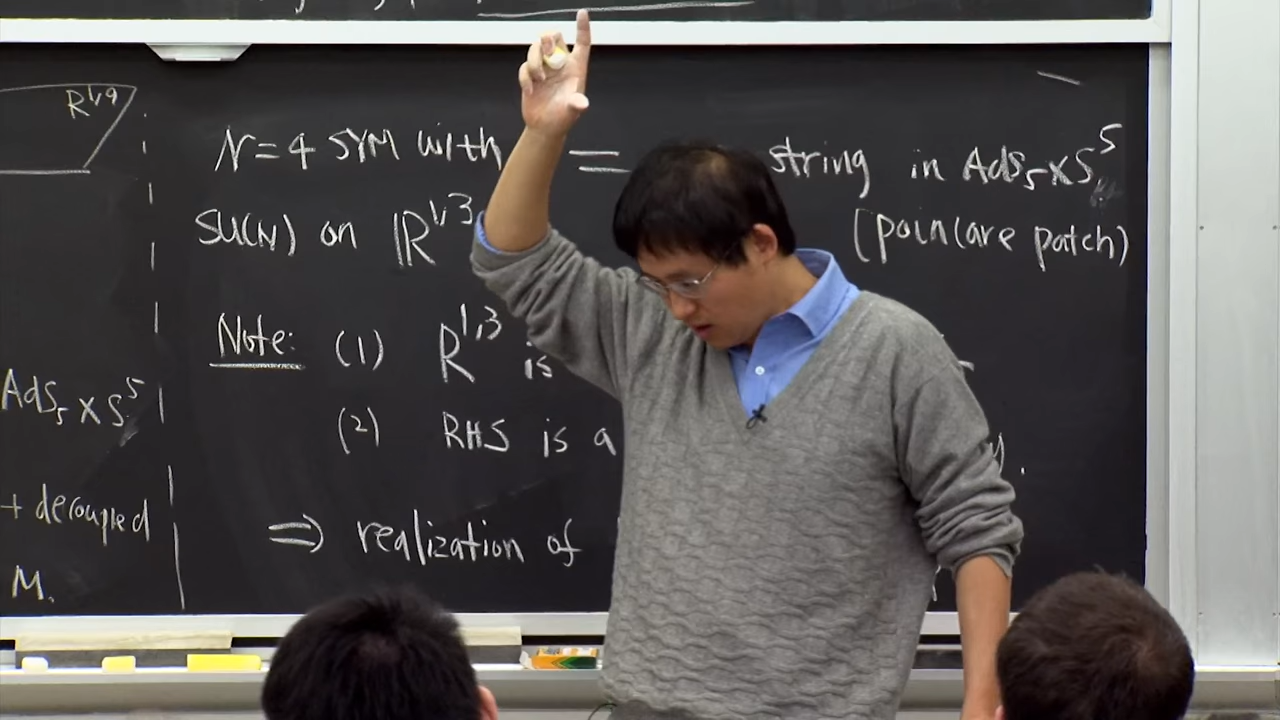 R^{1,9}
AdS₅ × S⁵
+ decoupled
M.
N=4 SYM with = string in AdS₅ × S⁵
SU(N) on ℝ^{1,3} (poincare patch)
Note: (1) R^{1,3} is
(2) RHS is a
⇒ realization of